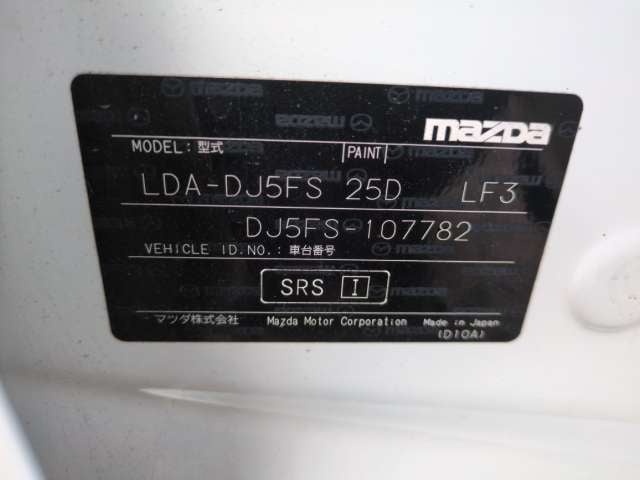 mazda
MODEL: 型式 PAINT
LDA-DJ5FS 25D LF3
DJ5FS-107782
VEHICLE ID.NO.: 車台番号
SRS I
マツダ株式会社 Mazda Motor Corporation Made in Japan
(D10A)